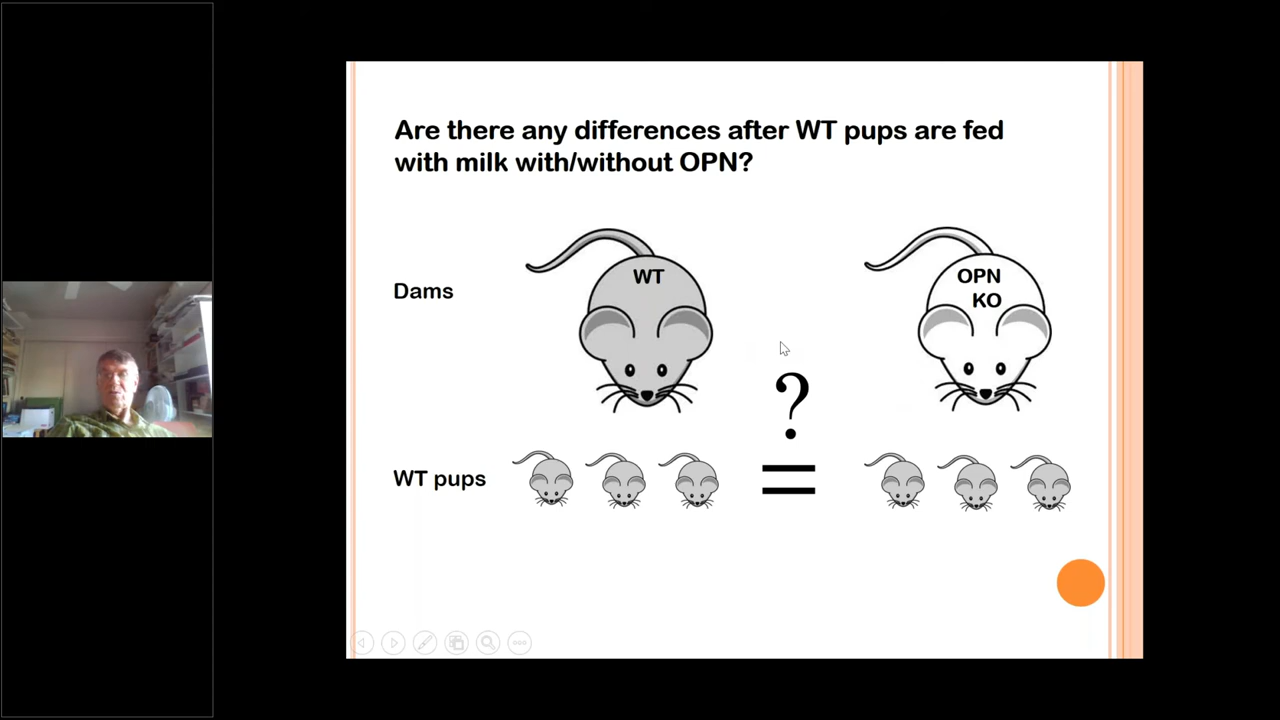 Are there any differences after WT pups are fed
with milk with/without OPN?
WT
OPN
KO
Dams
?
=
WT pups